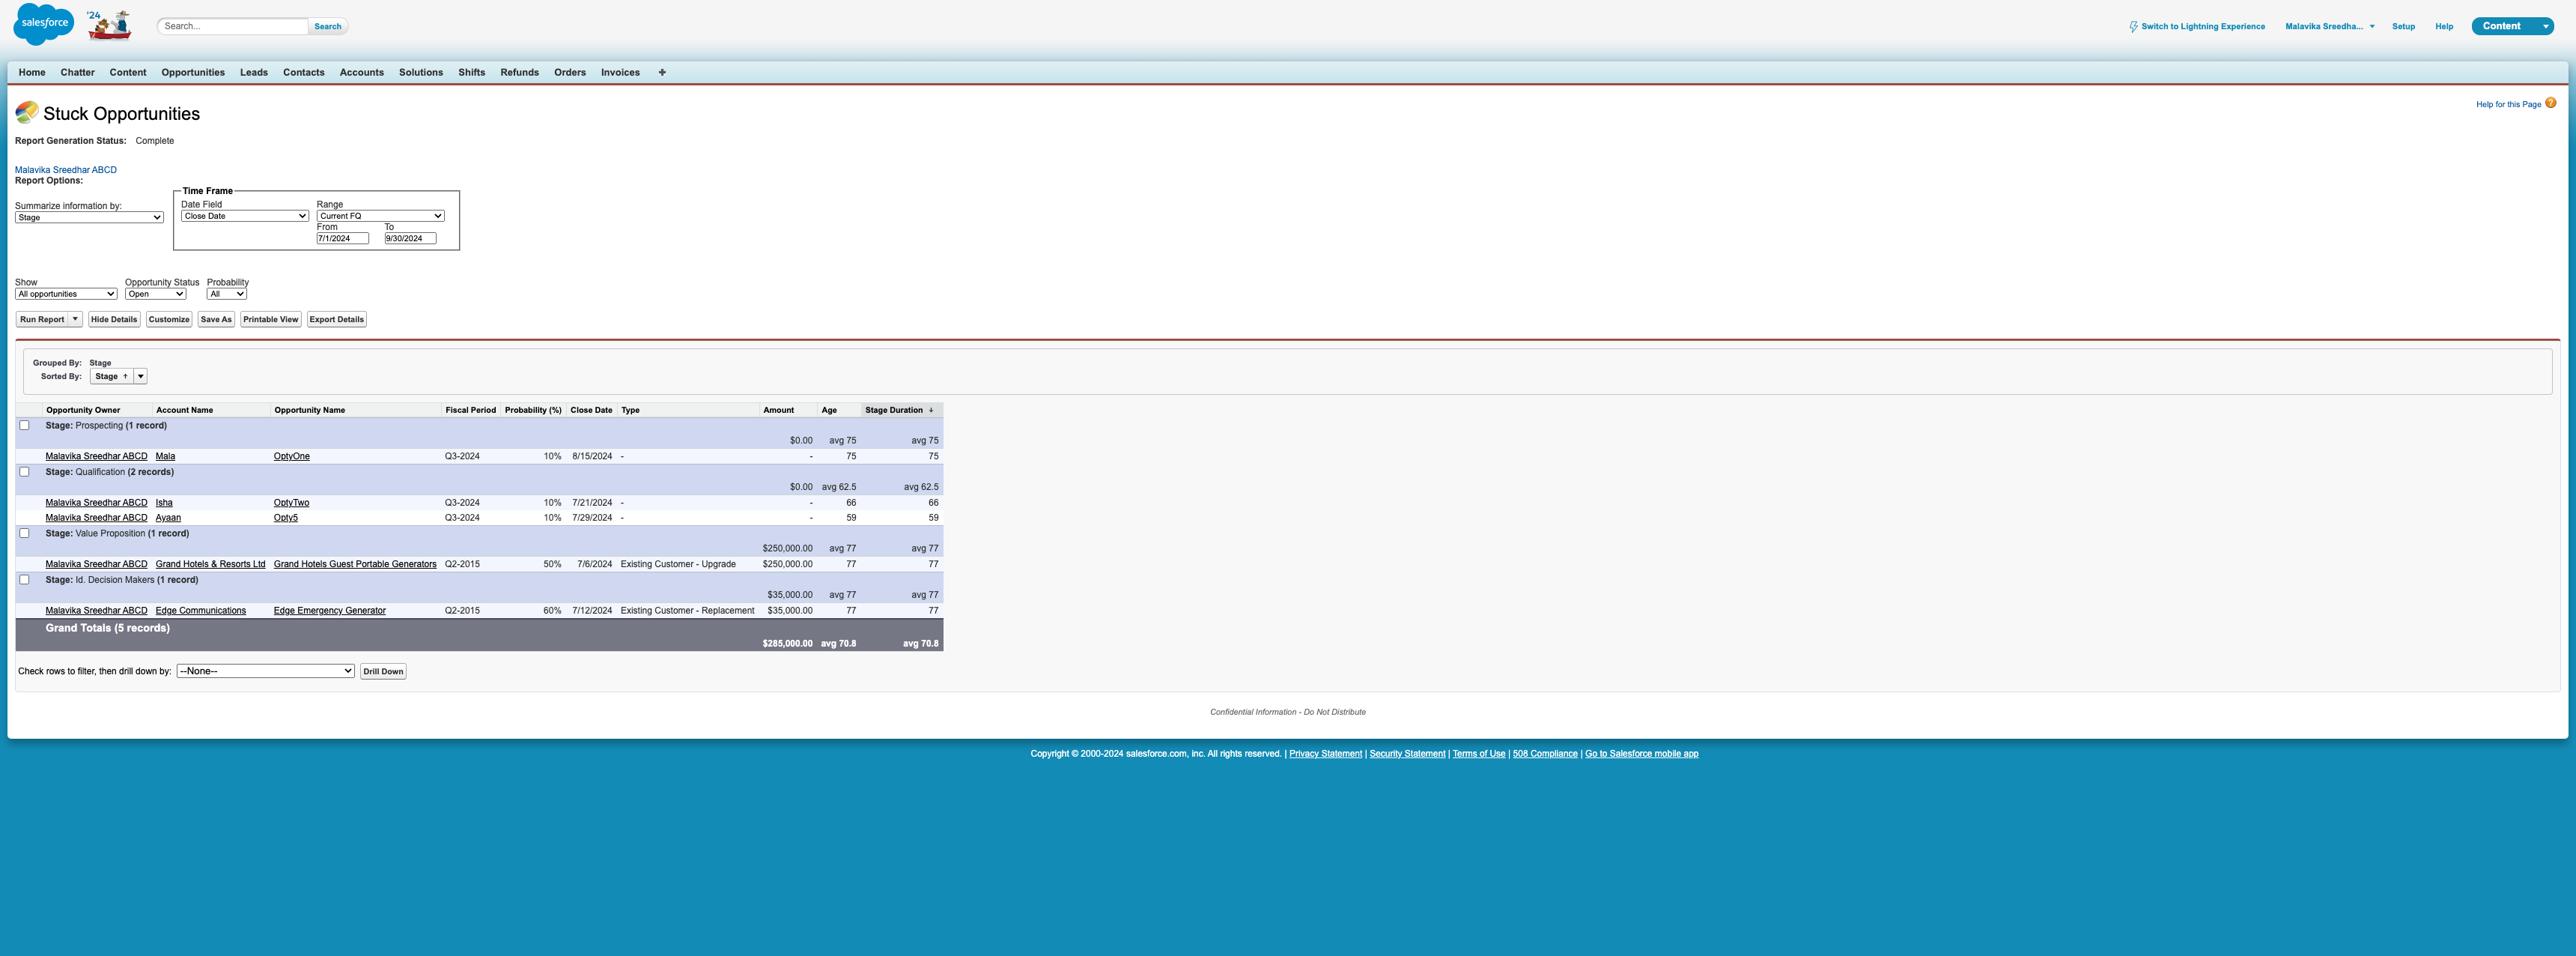 salesforce
'24
Search...
Search
Switch to Lightning Experience
Malavika Sreedha...
Setup
Help
Content
Home
Chatter
Content
Opportunities
Leads
Contacts
Accounts
Solutions
Shifts
Refunds
Orders
Invoices
+
Stuck Opportunities
Help for this Page ?
Report Generation Status: Complete
Malavika Sreedhar ABCD
Report Options:
Summarize information by:
Stage
Time Frame
Date Field
Close Date
Range
Current FQ
From
7/1/2024
To
9/30/2024
Show
All opportunities
Opportunity Status
Open
Probability
All
Run Report
Hide Details
Customize
Save As
Printable View
Export Details
Grouped By: Stage
Sorted By: Stage ↑
Opportunity Owner Account Name Opportunity Name Fiscal Period Probability (%) Close Date Type Amount Age Stage Duration ↓
Stage: Prospecting (1 record)
$0.00 avg 75 avg 75
Malavika Sreedhar ABCD Mala OptyOne Q3-2024 10% 8/15/2024 - - 75 75
Stage: Qualification (2 records)
$0.00 avg 62.5 avg 62.5
Malavika Sreedhar ABCD Isha OptyTwo Q3-2024 10% 7/21/2024 - - 66 66
Malavika Sreedhar ABCD Ayaan Opty5 Q3-2024 10% 7/29/2024 - - 59 59
Stage: Value Proposition (1 record)
$250,000.00 avg 77 avg 77
Malavika Sreedhar ABCD Grand Hotels & Resorts Ltd Grand Hotels Guest Portable Generators Q2-2015 50% 7/6/2024 Existing Customer - Upgrade $250,000.00 77 77
Stage: Id. Decision Makers (1 record)
$35,000.00 avg 77 avg 77
Malavika Sreedhar ABCD Edge Communications Edge Emergency Generator Q2-2015 60% 7/12/2024 Existing Customer - Replacement $35,000.00 77 77
Grand Totals (5 records)
$285,000.00 avg 70.8 avg 70.8
Check rows to filter, then drill down by: --None-- Drill Down
Confidential Information - Do Not Distribute
Copyright © 2000-2024 salesforce.com, inc. All rights reserved. | Privacy Statement | Security Statement | Terms of Use | 508 Compliance | Go to Salesforce mobile app